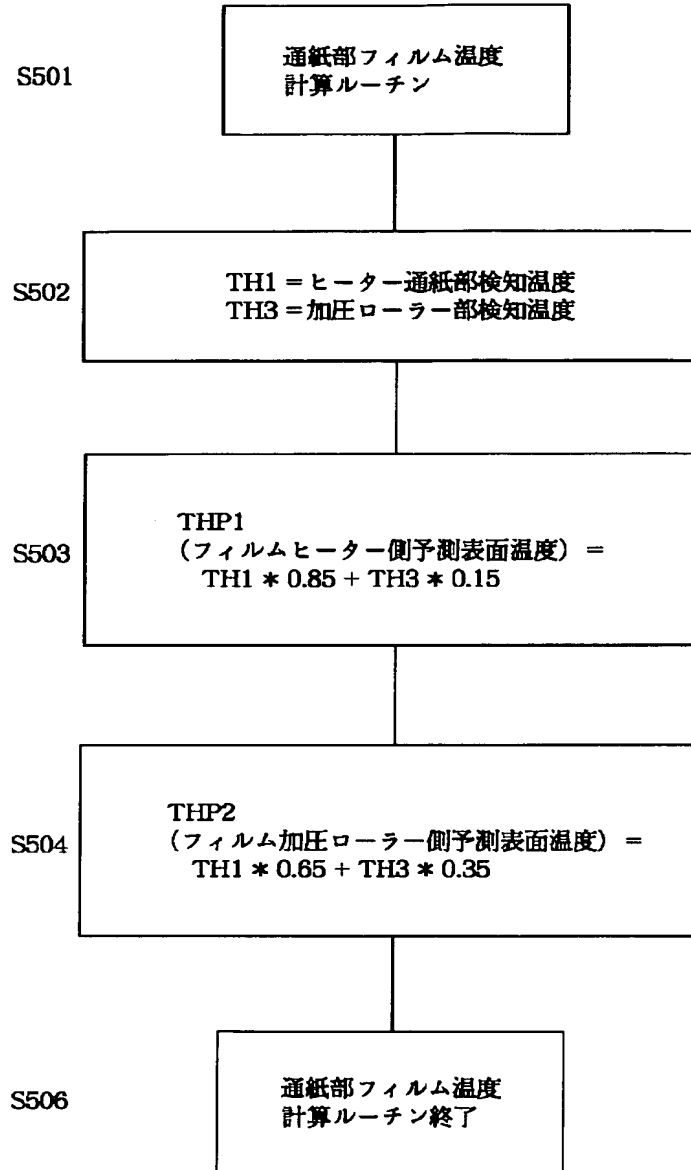 S501
通紙部フィルム温度
計算ルーチン
S502
TH1 = ヒーター通紙部検知温度
TH3 = 加圧ローラー部検知温度
S503
THP1
(フィルムヒーター側予測表面温度) =
TH1 * 0.85 + TH3 * 0.15
S504
THP2
(フィルム加圧ローラー側予測表面温度) =
TH1 * 0.65 + TH3 * 0.35
S506
通紙部フィルム温度
計算ルーチン終了